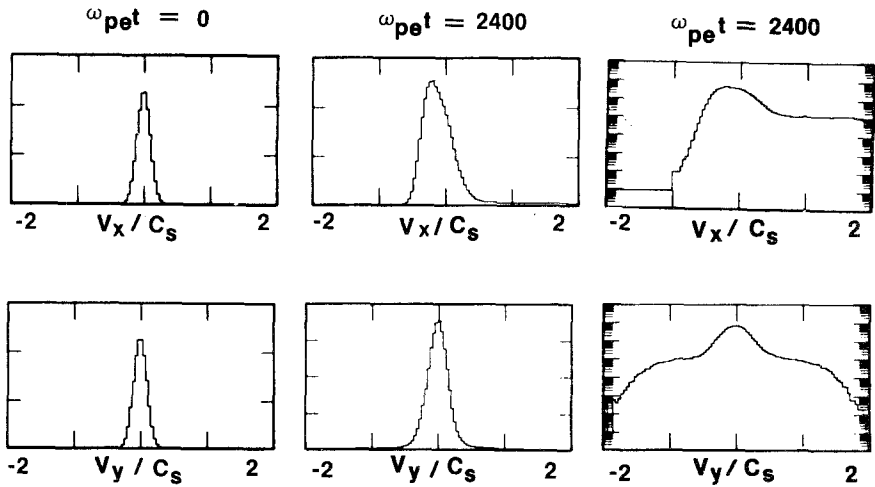 ωpet = 0
ωpet = 2400
ωpet = 2400
-2 Vx/Cs 2
-2 Vx/Cs 2
-2 Vx/Cs 2
-2 Vy/Cs 2
-2 Vy/Cs 2
-2 Vy/Cs 2